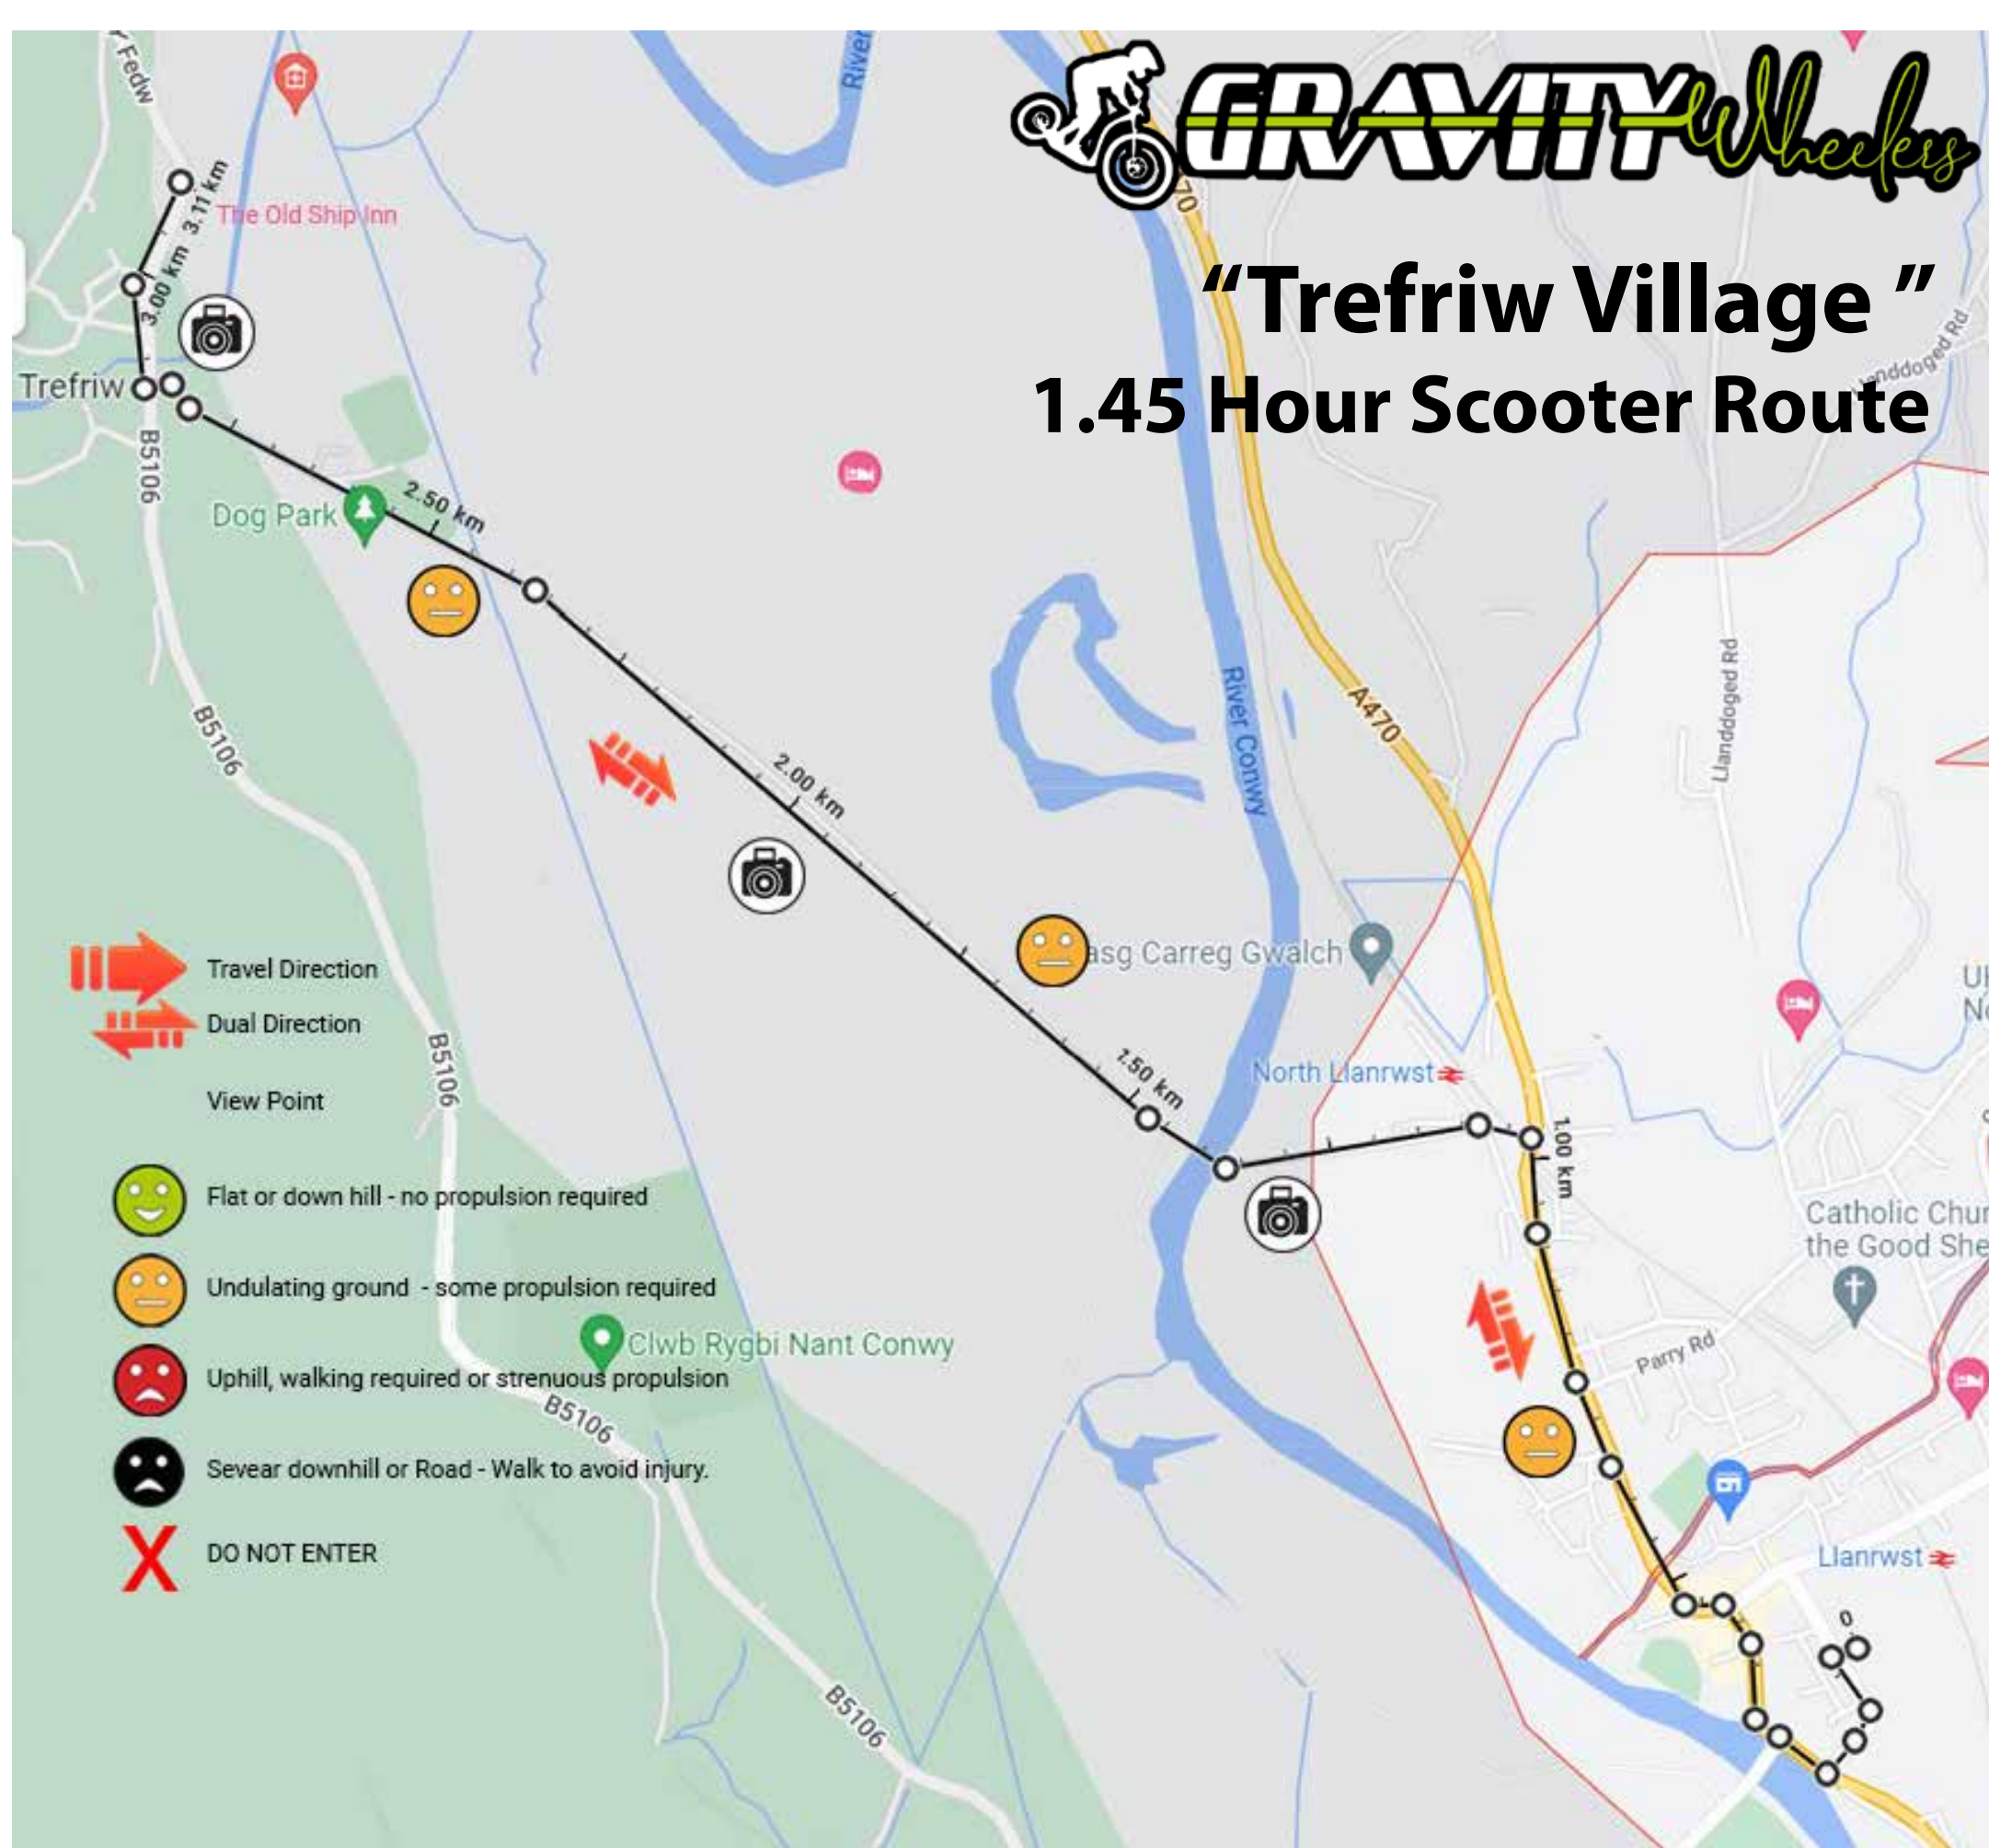 GRAVITY Wheelers
"Trefriw Village "
1.45 Hour Scooter Route
Fedw
River
70
3.11 km
The Old Ship Inn
3.00 km
Trefriw
B5106
Dog Park
2.50 km
Llanddoged Rd
B5106
River Conwy
A470
2.00 km
asg Carreg Gwalch
Travel Direction
Dual Direction
View Point
B5106
1.50 km
North Llanrwst
1.00 km
Flat or down hill - no propulsion required
Undulating ground - some propulsion required
Clwb Rygbi Nant Conwy
Uphill, walking required or strenuous propulsion
B5106
Sevear downhill or Road - Walk to avoid injury.
X DO NOT ENTER
Catholic Chur
the Good She
Parry Rd
Llanrwst
0
B5106